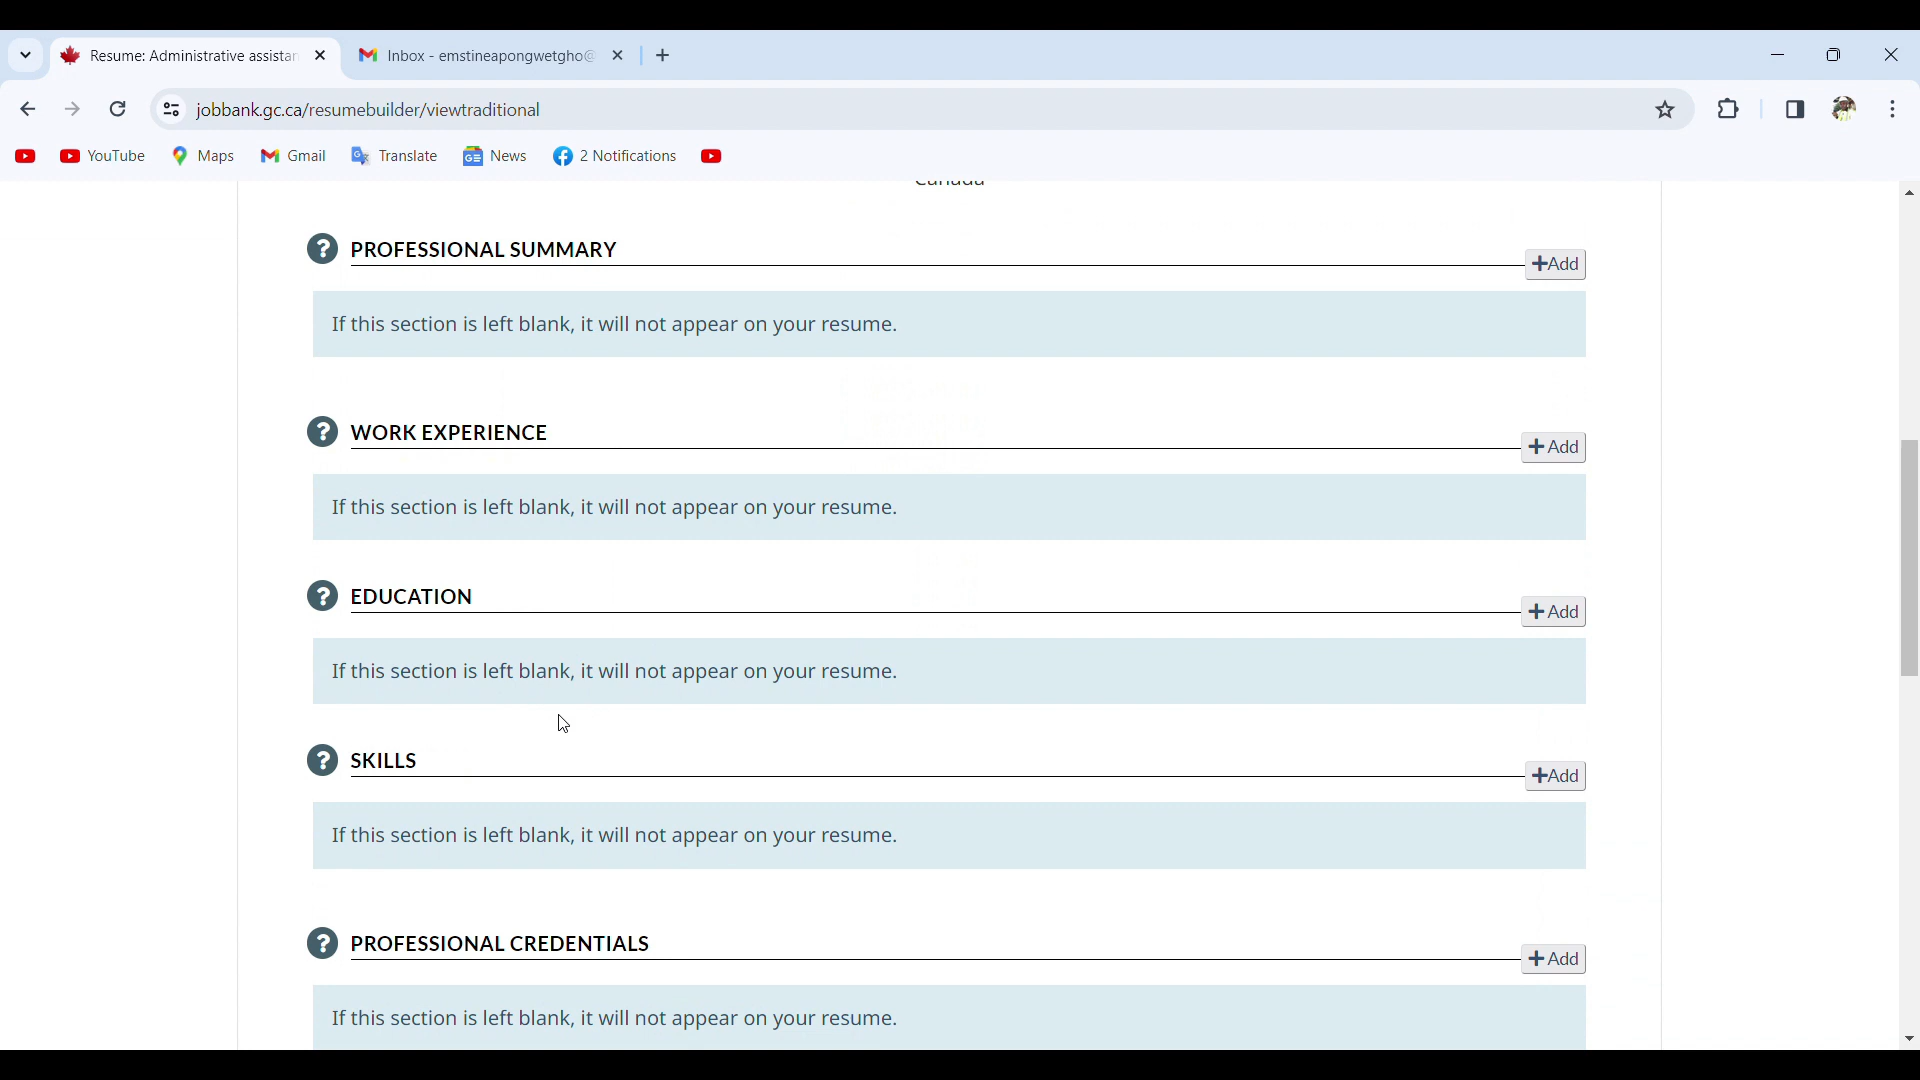 Resume: Administrative assistan
Inbox - emstineapongwetgho@
jobbank.gc.ca/resumebuilder/viewtraditional
YouTube
Maps
Gmail
Translate
News
2 Notifications
Canada
PROFESSIONAL SUMMARY
+Add
If this section is left blank, it will not appear on your resume.
WORK EXPERIENCE
+ Add
If this section is left blank, it will not appear on your resume.
EDUCATION
+ Add
If this section is left blank, it will not appear on your resume.
SKILLS
+Add
If this section is left blank, it will not appear on your resume.
PROFESSIONAL CREDENTIALS
+ Add
If this section is left blank, it will not appear on your resume.